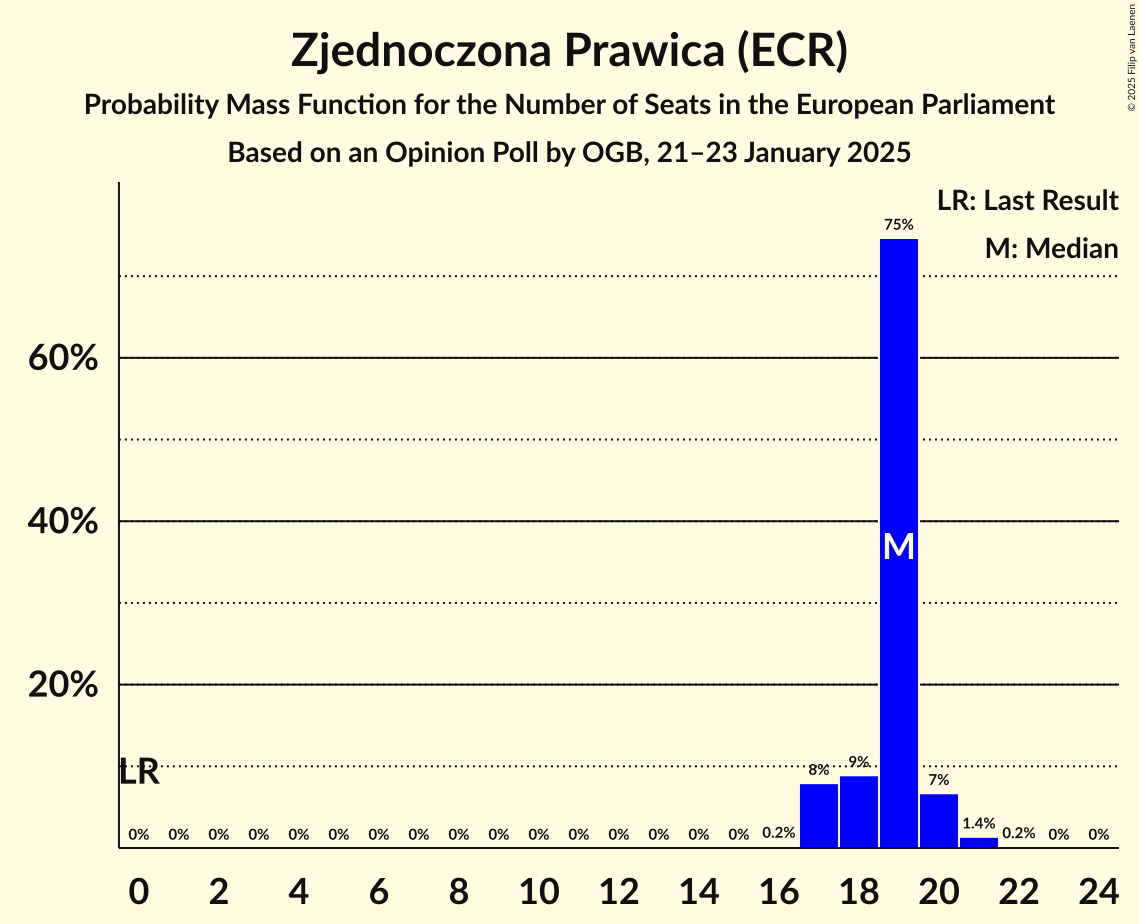 Zjednoczona Prawica (ECR)
Probability Mass Function for the Number of Seats in the European Parliament
Based on an Opinion Poll by OGB, 21–23 January 2025
© 2025 Filip van Laenen
LR: Last Result
M: Median
75%
60%
40%
M
20%
LR
8%
9%
7%
0% 0% 0% 0% 0% 0% 0% 0% 0% 0% 0% 0% 0% 0% 0% 0% 0.2% 1.4% 0.2% 0% 0%
0 2 4 6 8 10 12 14 16 18 20 22 24